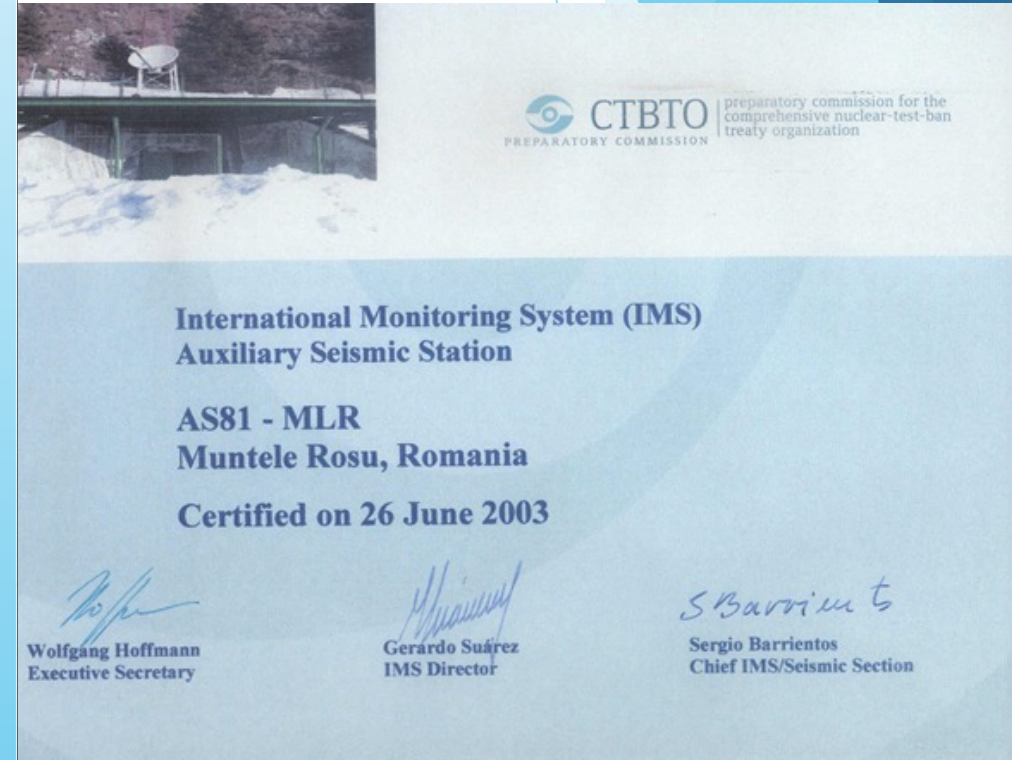 CTBTO
PREPARATORY COMMISSION
preparatory commission for the
comprehensive nuclear-test-ban
treaty organization
International Monitoring System (IMS)
Auxiliary Seismic Station
AS81 - MLR
Muntele Rosu, Romania
Certified on 26 June 2003
S Barrientos
Wolfgang Hoffmann
Executive Secretary
Gerardo Suárez
IMS Director
Sergio Barrientos
Chief IMS/Seismic Section